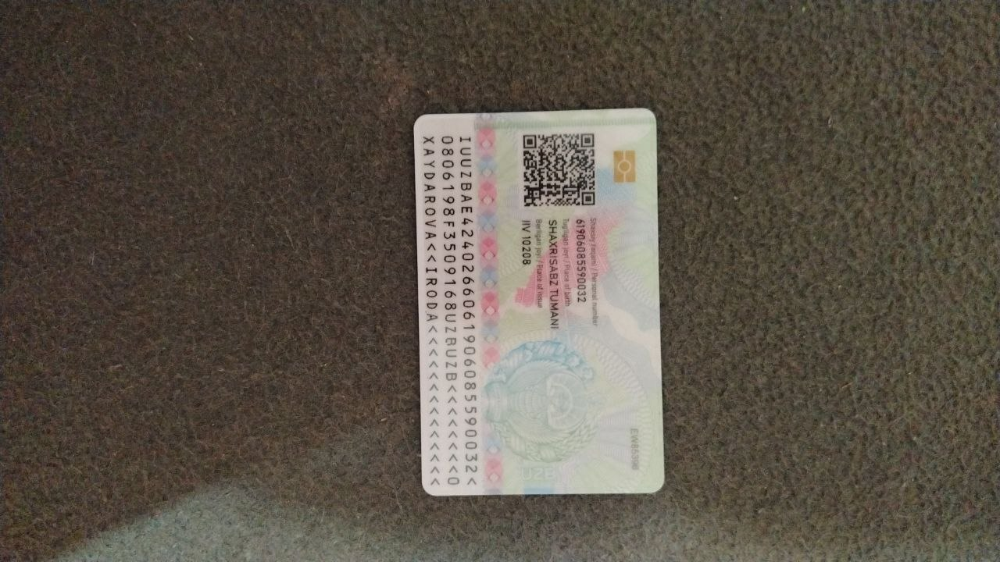 Shaxsiy raqami / Personal number
61906085590032
Tug'ilgan joyi / Place of birth
SHAXRISABZ TUMANI
Berilgan joyi / Place of issue
IIV 10208
UZB
IUUZBAE4240266061906085590032<
0806198F3509168UZBUZB<<<<<<<<0
XAYDAROVA<<IRODA<<<<<<<<<<<<<<